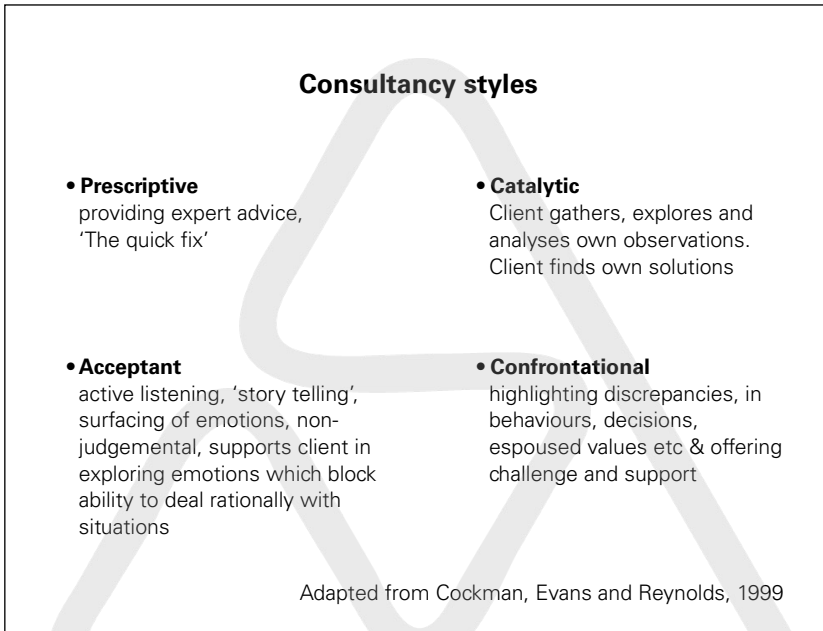 Consultancy styles
• Prescriptive
providing expert advice,
‘The quick fix’
• Catalytic
Client gathers, explores and
analyses own observations.
Client finds own solutions
• Acceptant
active listening, ‘story telling’,
surfacing of emotions, non-
judgemental, supports client in
exploring emotions which block
ability to deal rationally with
situations
• Confrontational
highlighting discrepancies, in
behaviours, decisions,
espoused values etc & offering
challenge and support
Adapted from Cockman, Evans and Reynolds, 1999